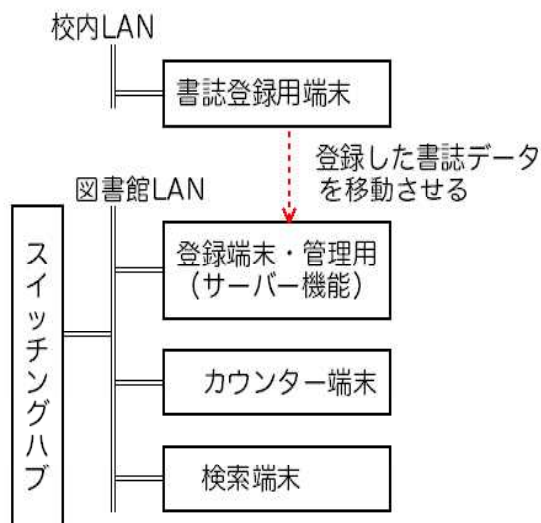 校内LAN
書誌登録用端末
登録した書誌データ
を移動させる
図書館LAN
スイッチングハブ
登録端末・管理用
(サーバー機能)
カウンター端末
検索端末